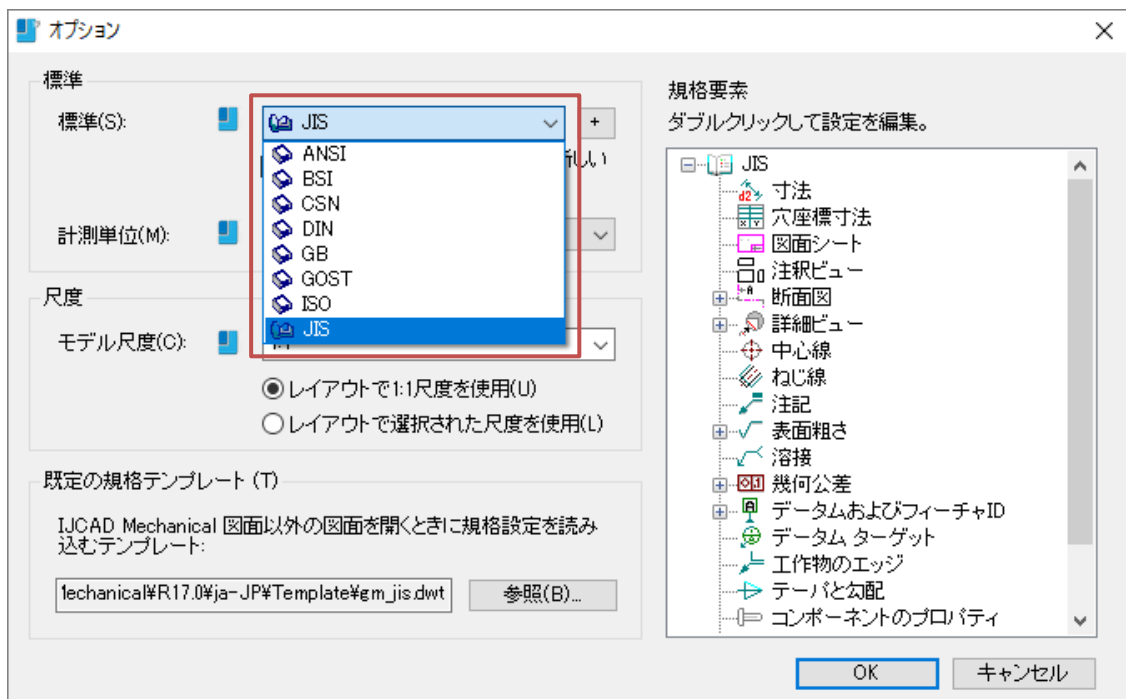 オプション
標準
標準(S):
JIS
+
ANSI
BSI
CSN
DIN
GB
GOST
ISO
JIS
新しい
計測単位(M):
尺度
モデル尺度(C):
レイアウトで1:1尺度を使用(U)
レイアウトで選択された尺度を使用(L)
既定の規格テンプレート (T)
IJCAD Mechanical 図面以外の図面を開くときに規格設定を読み
込むテンプレート:
echanical¥R17.0¥ja-JP¥Template¥gm_jis.dwt
参照(B)...
規格要素
ダブルクリックして設定を編集。
JIS
寸法
穴座標寸法
図面シート
注釈ビュー
断面図
詳細ビュー
中心線
ねじ線
注記
表面粗さ
溶接
幾何公差
データムおよびフィーチャID
データム ターゲット
工作物のエッジ
テーパと勾配
コンポーネントのプロパティ
OK
キャンセル